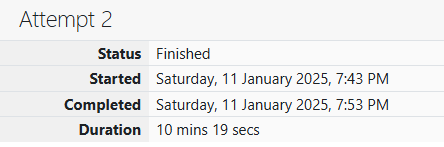 Attempt 2
Status Finished
Started Saturday, 11 January 2025, 7:43 PM
Completed Saturday, 11 January 2025, 7:53 PM
Duration 10 mins 19 secs